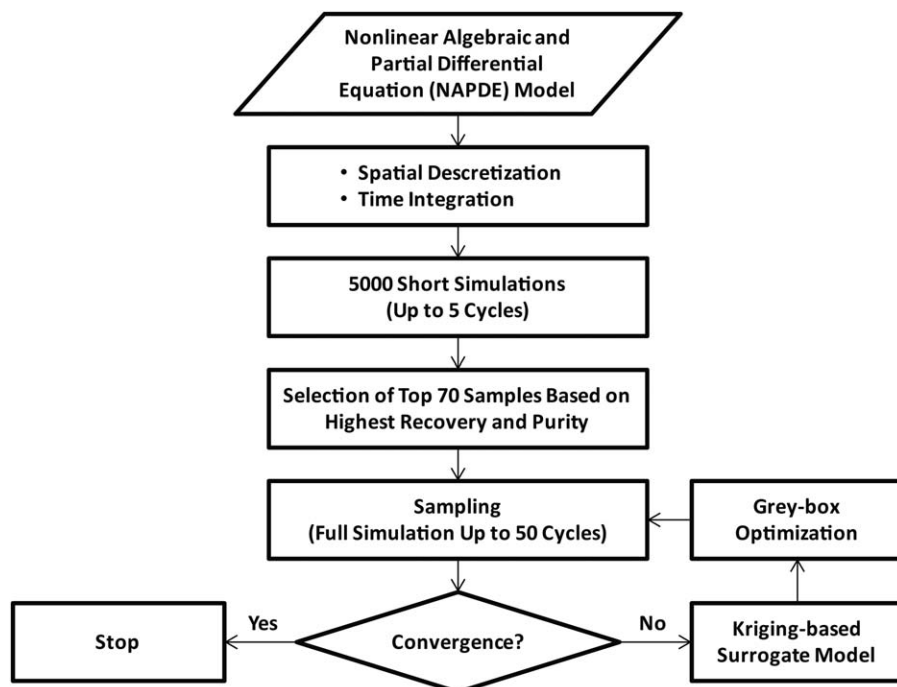 Nonlinear Algebraic and
Partial Differential
Equation (NAPDE) Model
• Spatial Descretization
• Time Integration
5000 Short Simulations
(Up to 5 Cycles)
Selection of Top 70 Samples Based on
Highest Recovery and Purity
Sampling
(Full Simulation Up to 50 Cycles)
Grey-box
Optimization
Yes
No
Stop
Convergence?
Kriging-based
Surrogate Model